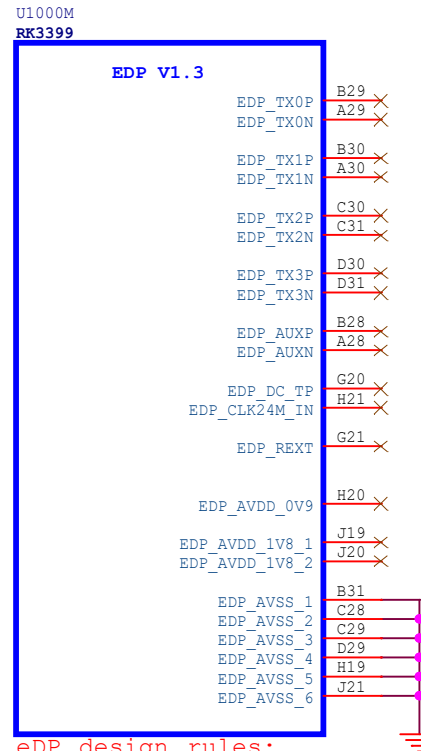 U1000M
RK3399
EDP V1.3
EDP_TX0P B29
EDP_TX0N A29
EDP_TX1P B30
EDP_TX1N A30
EDP_TX2P C30
EDP_TX2N C31
EDP_TX3P D30
EDP_TX3N D31
EDP_AUXP B28
EDP_AUXN A28
EDP_DC_TP G20
EDP_CLK24M_IN H21
EDP_REXT G21
EDP_AVDD_0V9 H20
EDP_AVDD_1V8_1 J19
EDP_AVDD_1V8_2 J20
EDP_AVSS_1 B31
EDP_AVSS_2 C28
EDP_AVSS_3 C29
EDP_AVSS_4 D29
EDP_AVSS_5 H19
EDP_AVSS_6 J21
eDP design rules: